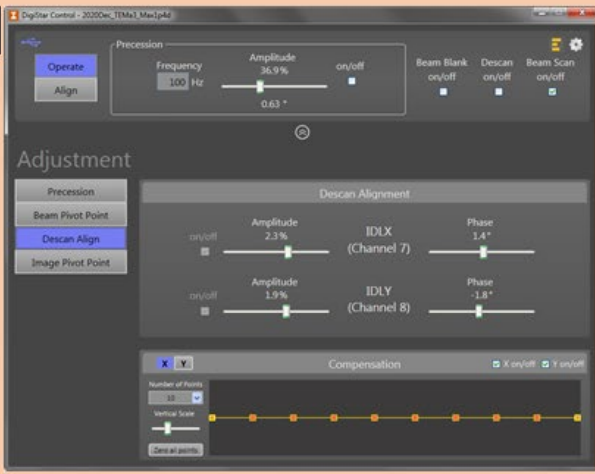 DigiStar Control - 2020Dec_TEMa3_Max1p4d
Precession
Operate
Align
Frequency
100 Hz
Amplitude
36.9%
0.63 °
on/off
Beam Blank
on/off
Descan
on/off
Beam Scan
on/off
Adjustment
Precession
Beam Pivot Point
Descan Align
Image Pivot Point
Descan Alignment
on/off
Amplitude
2.3%
IDLX
(Channel 7)
Phase
1.4°
on/off
Amplitude
1.9%
IDLY
(Channel 8)
Phase
-1.8°
X Y
Compensation
X on/off
Y on/off
Number of Points
10
Vertical Scale
Zero all points